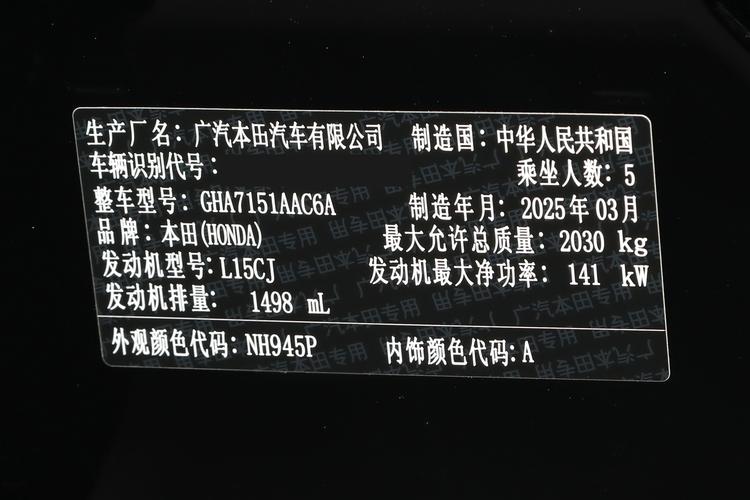 生产厂名：广汽本田汽车有限公司 制造国：中华人民共和国
车辆识别代号： 乘坐人数：5
整车型号：GHA7151AAC6A 制造年月：2025年03月
品牌：本田(HONDA) 最大允许总质量：2030 kg
发动机型号：L15CJ 发动机最大净功率：141 kW
发动机排量：1498 mL
外观颜色代码：NH945P 内饰颜色代码：A